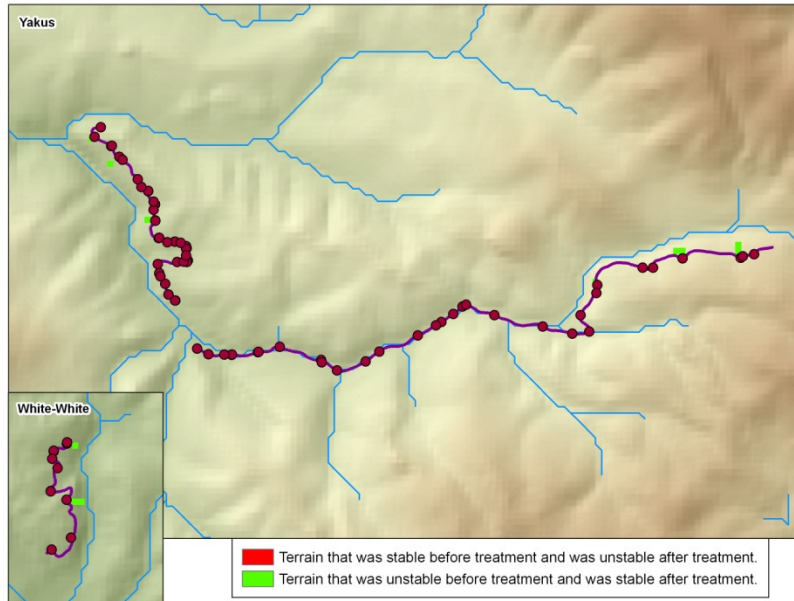 Yakus
White-White
Terrain that was stable before treatment and was unstable after treatment.
Terrain that was unstable before treatment and was stable after treatment.